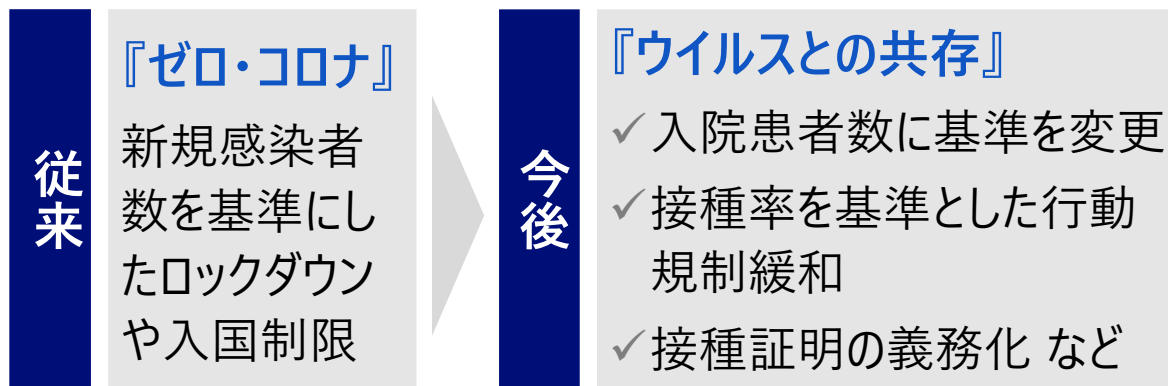 従来
『ゼロ・コロナ』
新規感染者
数を基準にし
たロックダウン
や入国制限
今後
『ウイルスとの共存』
✓入院患者数に基準を変更
✓接種率を基準とした行動
規制緩和
✓接種証明の義務化 など